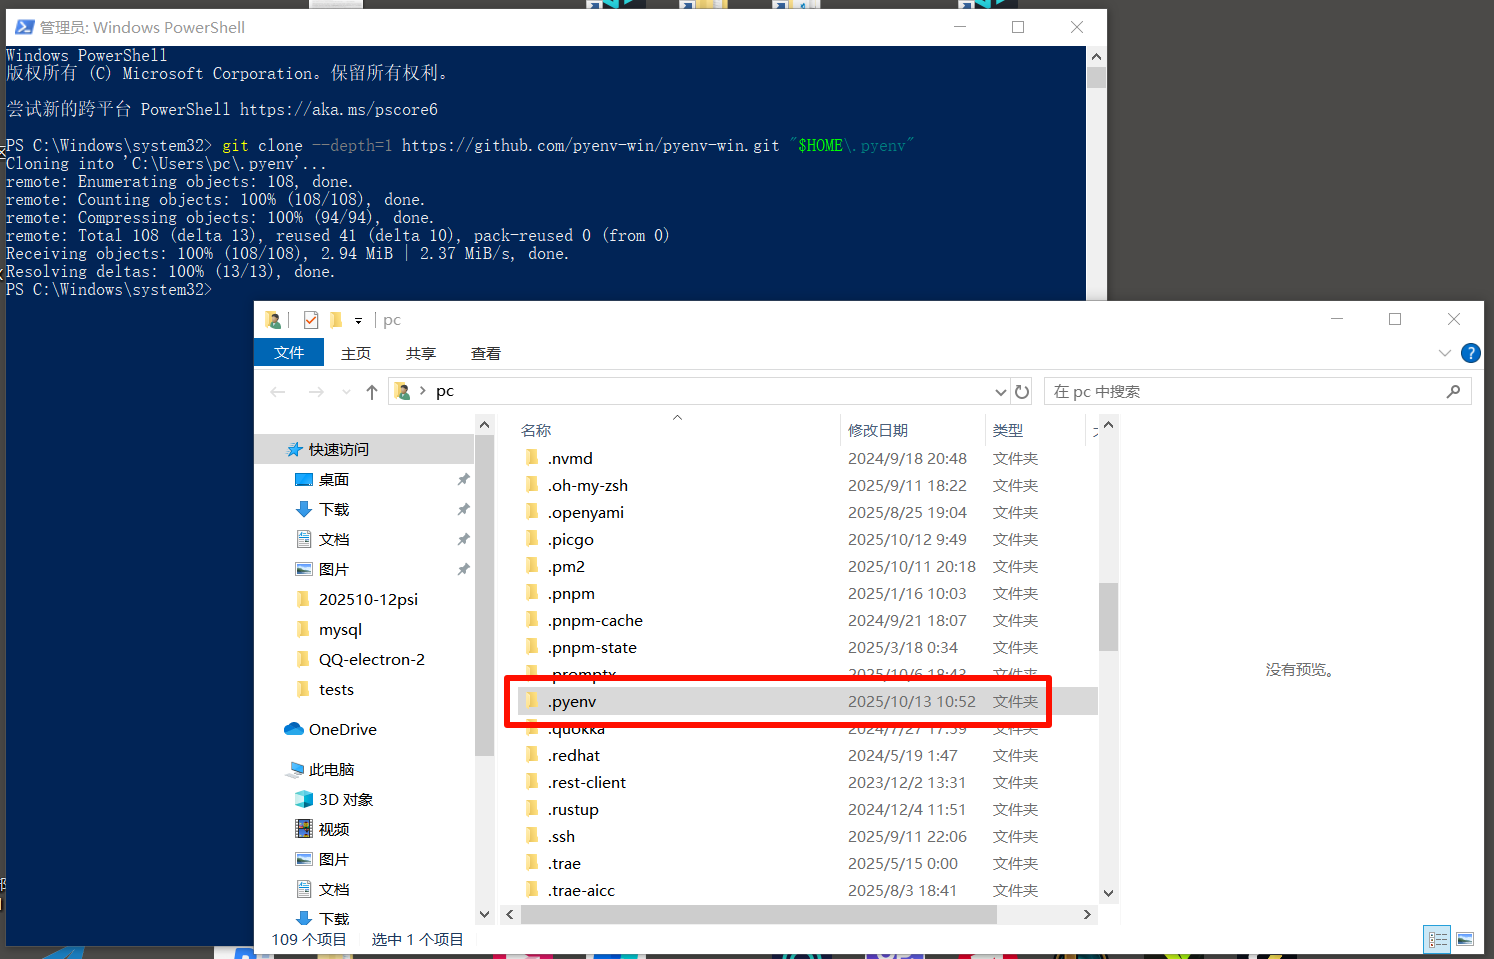 管理员: Windows PowerShell
Windows PowerShell
版权所有 (C) Microsoft Corporation。保留所有权利。
尝试新的跨平台 PowerShell https://aka.ms/pscore6
PS C:\Windows\system32> git clone --depth=1 https://github.com/pyenv-win/pyenv-win.git "$HOME\.pyenv"
Cloning into 'C:\Users\pc\.pyenv'...
remote: Enumerating objects: 108, done.
remote: Counting objects: 100% (108/108), done.
remote: Compressing objects: 100% (94/94), done.
remote: Total 108 (delta 13), reused 41 (delta 10), pack-reused 0 (from 0)
Receiving objects: 100% (108/108), 2.94 MiB | 2.37 MiB/s, done.
Resolving deltas: 100% (13/13), done.
PS C:\Windows\system32>
pc
文件 主页 共享 查看
pc
在 pc 中搜索
快速访问
桌面
下载
文档
图片
202510-12psi
mysql
QQ-electron-2
tests
OneDrive
此电脑
3D 对象
视频
图片
文档
下载
名称 修改日期 类型
.nvmd 2024/9/18 20:48 文件夹
.oh-my-zsh 2025/9/11 18:22 文件夹
.openyami 2025/8/25 19:04 文件夹
.picgo 2025/10/12 9:49 文件夹
.pm2 2025/10/11 20:18 文件夹
.pnpm 2025/1/16 10:03 文件夹
.pnpm-cache 2024/9/21 18:07 文件夹
.pnpm-state 2025/3/18 0:34 文件夹
.promptx 2025/10/6 18:43 文件夹
.pyenv 2025/10/13 10:52 文件夹
.quokka 2024/7/27 17:59 文件夹
.redhat 2024/5/19 1:47 文件夹
.rest-client 2023/12/2 13:31 文件夹
.rustup 2024/12/4 11:51 文件夹
.ssh 2025/9/11 22:06 文件夹
.trae 2025/5/15 0:00 文件夹
.trae-aicc 2025/8/3 18:41 文件夹
没有预览。
109 个项目 选中 1 个项目